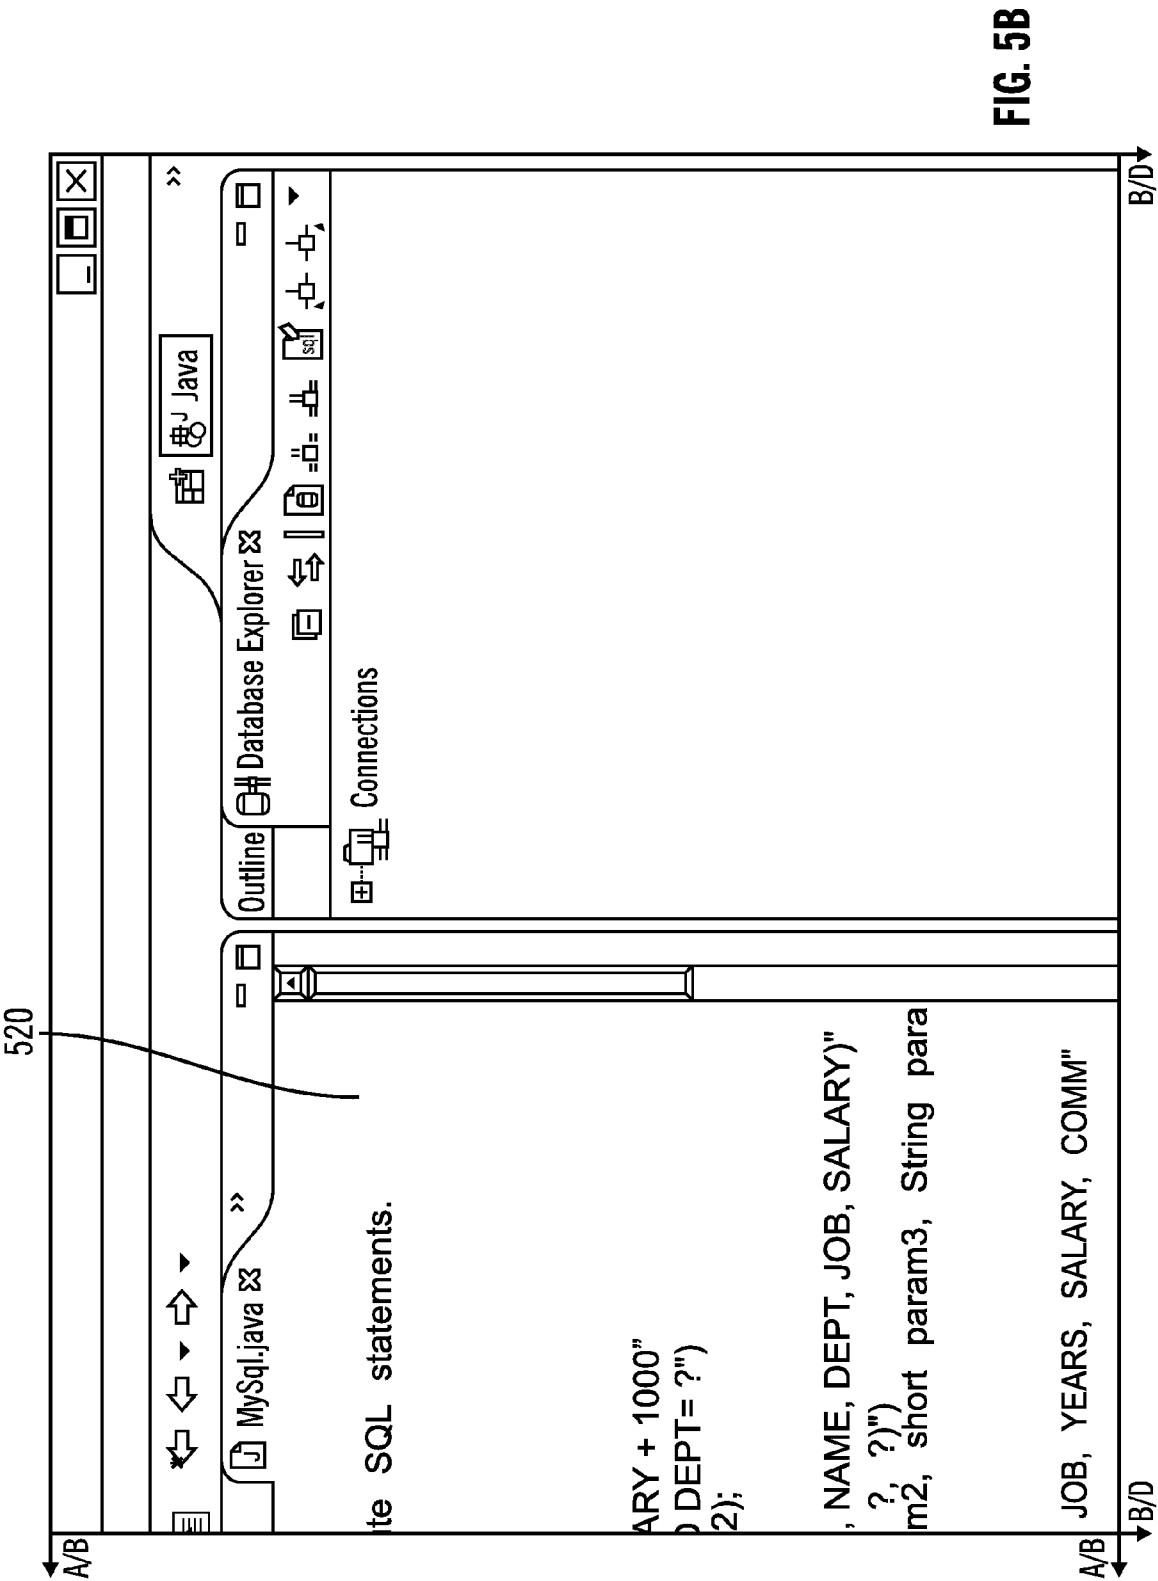 520
Java
MySql.java
Outline
Database Explorer
sql
Connections
te SQL statements.
ARY + 1000"
DEPT= ?")
2);
, NAME, DEPT, JOB, SALARY)"
?, ?)")
m2, short param3, String para
JOB, YEARS, SALARY, COMM"
A/B
A/B
B/D
B/D
FIG. 5B